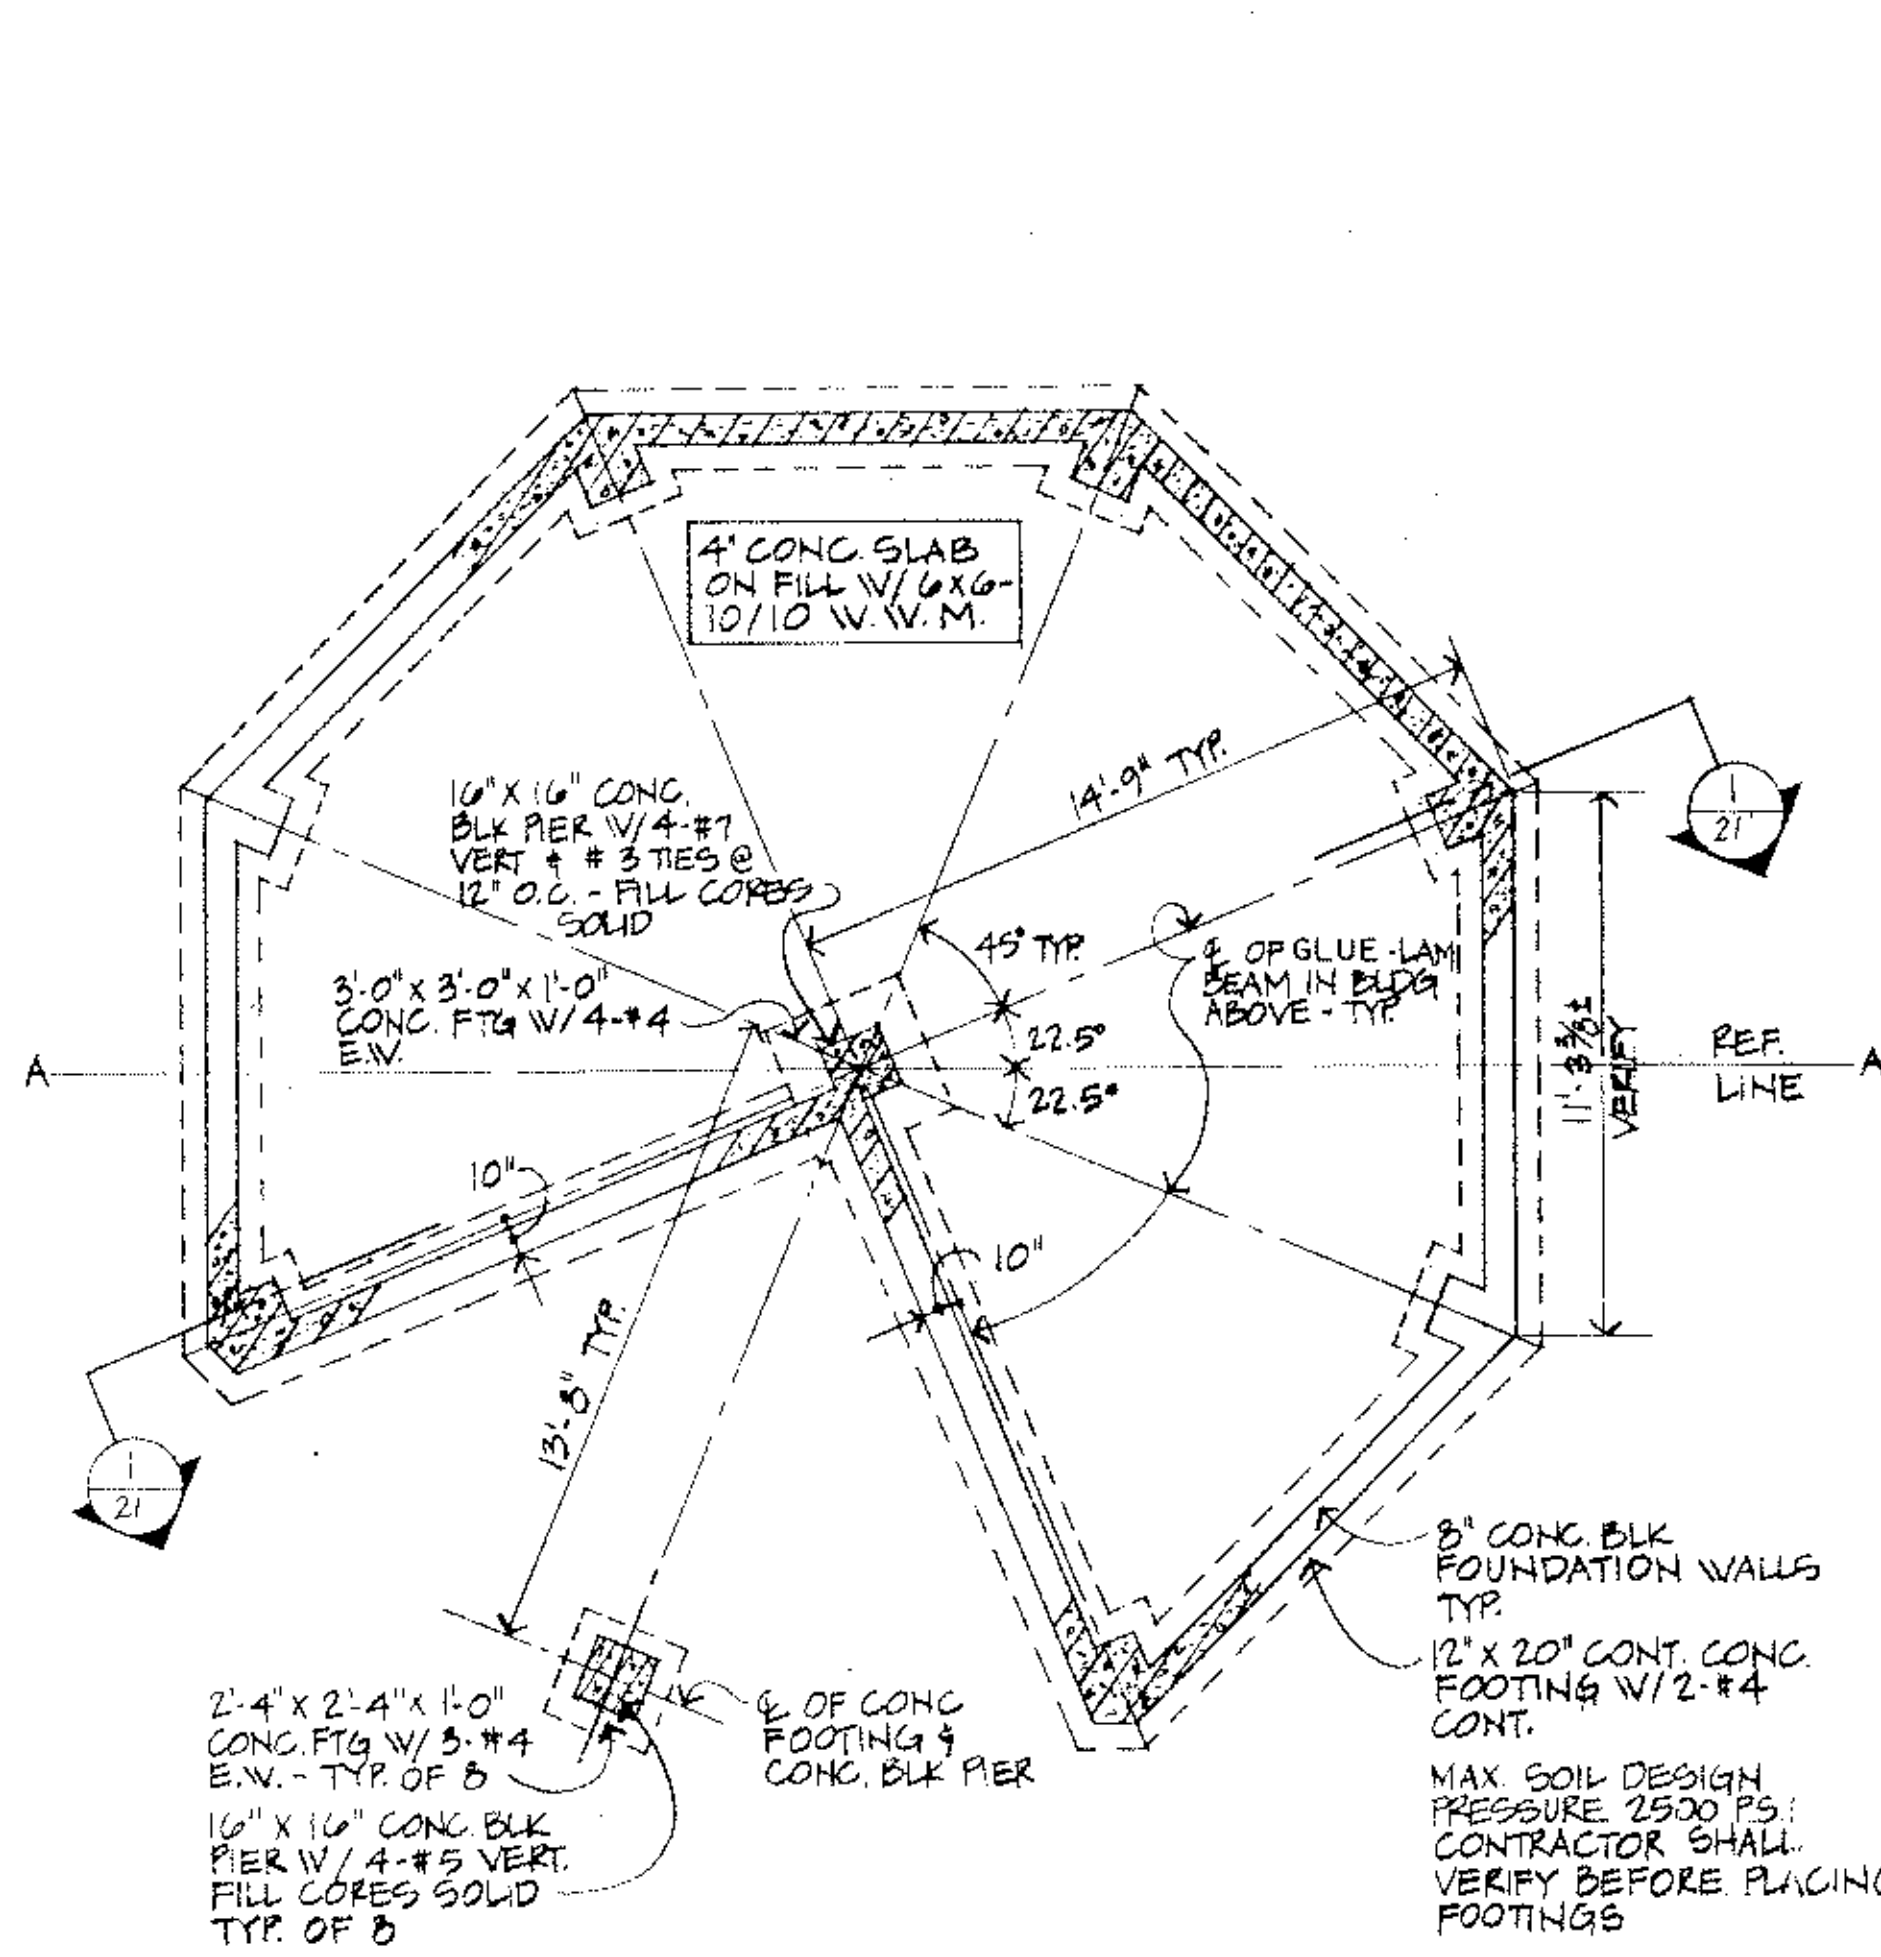 4" CONC. SLAB
ON FILL W/ 6X6-
10/10 W.W.M.
16" X 16" CONC.
BLK PIER W/ 4-#7
VERT & # 3 TIES @
12" O.C. - FILL CORES
SOLID
3'-0" X 3'-0" X 1'-0"
CONC. FTG W/ 4-#4
E.W.
14'-9" TYP.
45° TYP.
22.5°
22.5°
℄ OF GLUE-LAM
BEAM IN BLDG
ABOVE - TYP.
11'-3 3/8"±
VERIFY
REF.
LINE
A
A
1
21
10"
10"
13'-8" TYP.
1
21
2'-4" X 2'-4" X 1'-0"
CONC. FTG W/ 3-#4
E.W. - TYP. OF 8
16" X 16" CONC. BLK
PIER W/ 4-#5 VERT.
FILL CORES SOLID
TYP. OF 8
℄ OF CONC
FOOTING &
CONC. BLK PIER
8" CONC. BLK
FOUNDATION WALLS
TYP.
12" X 20" CONT. CONC.
FOOTING W/ 2-#4
CONT.
MAX. SOIL DESIGN
PRESSURE 2500
CONTRACTOR SHALL
VERIFY BEFORE PLACING
FOOTINGS